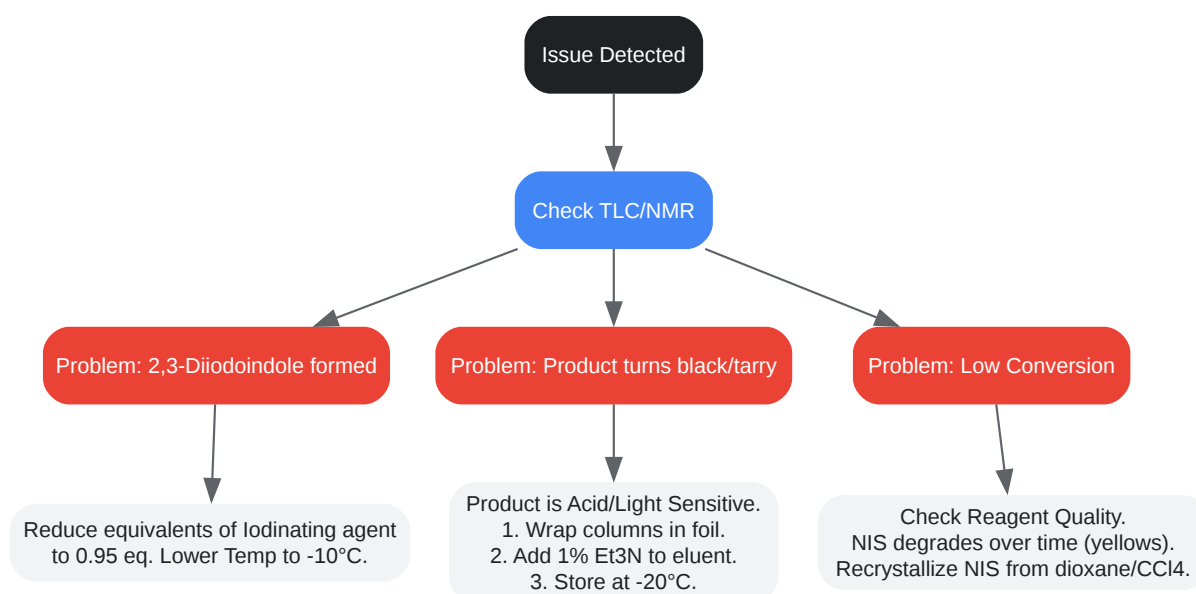 Issue Detected
Check TLC/NMR
Problem: 2,3-Diiodoindole formed
Problem: Product turns black/tarry
Problem: Low Conversion
Reduce equivalents of Iodinating agent
to 0.95 eq. Lower Temp to -10°C.
Product is Acid/Light Sensitive.
1. Wrap columns in foil.
2. Add 1% Et3N to eluent.
3. Store at -20°C.
Check Reagent Quality.
NIS degrades over time (yellows).
Recrystallize NIS from dioxane/CCl4.